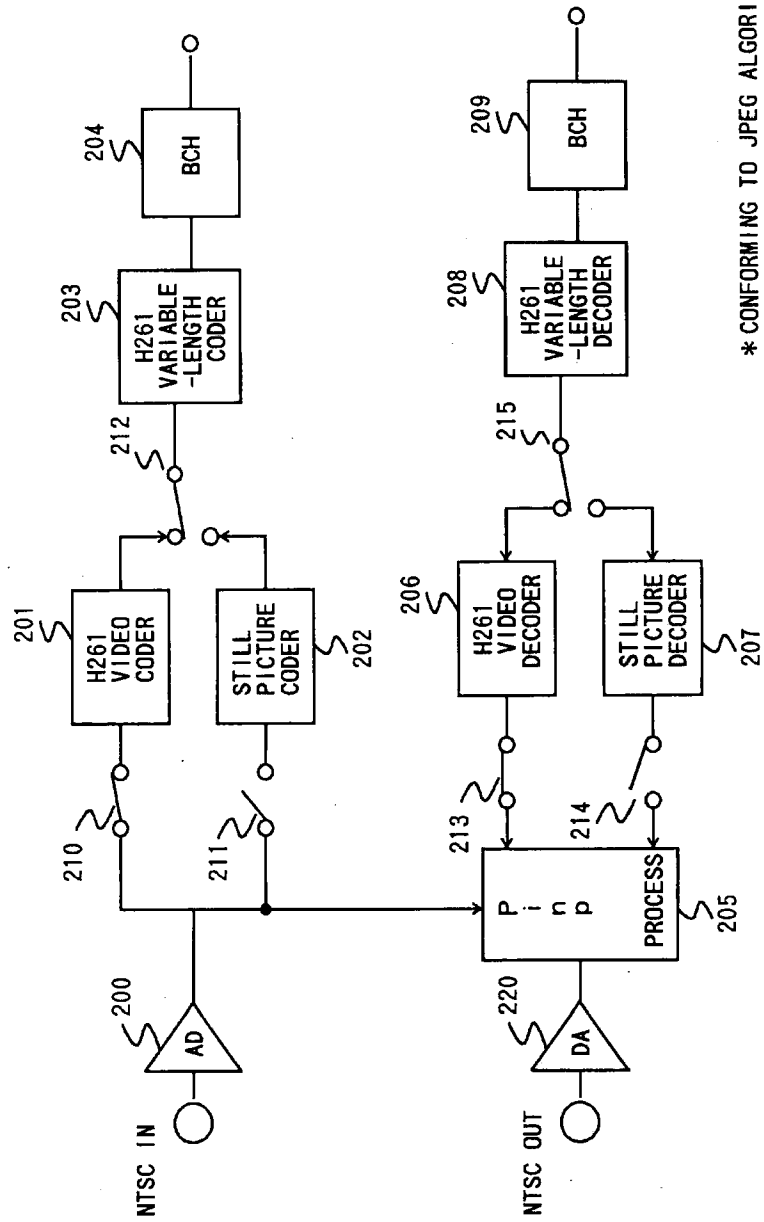 NTSC IN
200
AD
210
211
201
H261
VIDEO
CODER
STILL
PICTURE
CODER
202
212
203
H261
VARIABLE
-LENGTH
CODER
204
BCH
NTSC OUT
220
DA
P in p
PROCESS
205
213
214
206
H261
VIDEO
DECODER
STILL
PICTURE
DECODER
207
215
208
H261
VARIABLE
-LENGTH
DECODER
209
BCH
* CONFORMING TO JPEG ALGORI